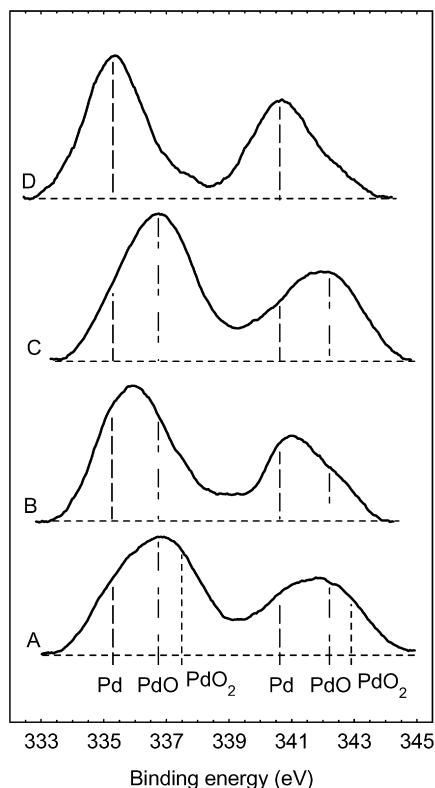 D
C
B
A
Pd PdO PdO₂ Pd PdO PdO₂
333 335 337 339 341 343 345
Binding energy (eV)